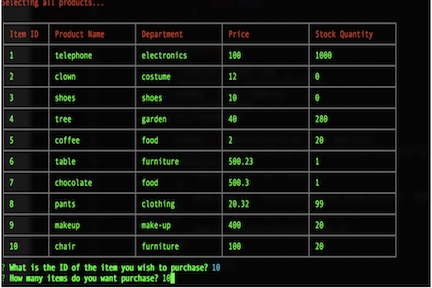 Selecting all products...
Item ID Product Name Department Price Stock Quantity
1 telephone electronics 100 1000
2 clown costume 12 0
3 shoes shoes 10 0
4 tree garden 40 280
5 coffee food 2 20
6 table furniture 500.23 1
7 chocolate food 500.3 1
8 pants clothing 20.32 99
9 makeup make-up 400 20
10 chair furniture 100 20
? What is the ID of the item you wish to purchase? 10
? How many items do you want purchase? 10